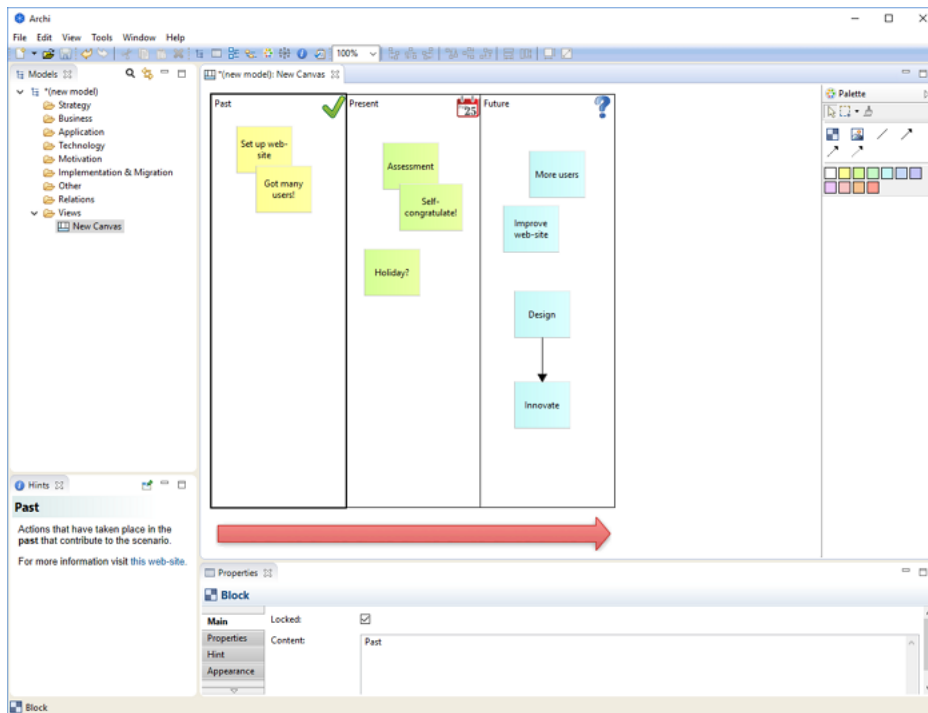 Archi
File Edit View Tools Window Help
100%
Models
*(new model): New Canvas
*(new model)
Strategy
Business
Application
Technology
Motivation
Implementation & Migration
Other
Relations
Views
New Canvas
Past
Present
25
Future
?
Set up web-
site
Got many
users!
Assessment
Self-
congratulate!
Holiday?
More users
Improve
web-site
Design
Innovate
Palette
Hints
Past
Actions that have taken place in the
past that contribute to the scenario.
For more information visit this web-site.
Properties
Block
Main
Properties
Hint
Appearance
Locked:
Content:
Past
Block